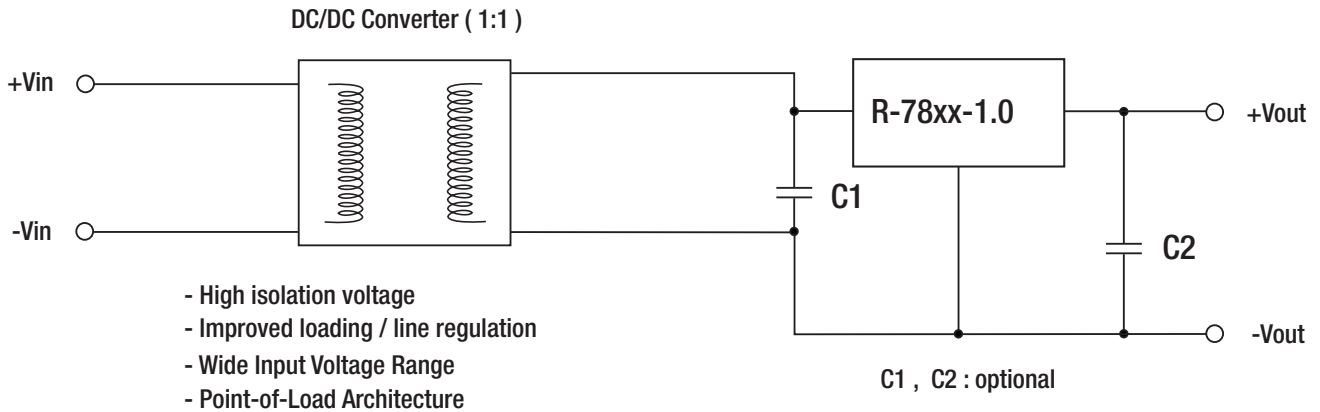 DC/DC Converter ( 1:1 )
+Vin
R-78xx-1.0
+Vout
C1
-Vin
C2
- High isolation voltage
- Improved loading / line regulation
- Wide Input Voltage Range
- Point-of-Load Architecture
-Vout
C1 , C2 : optional